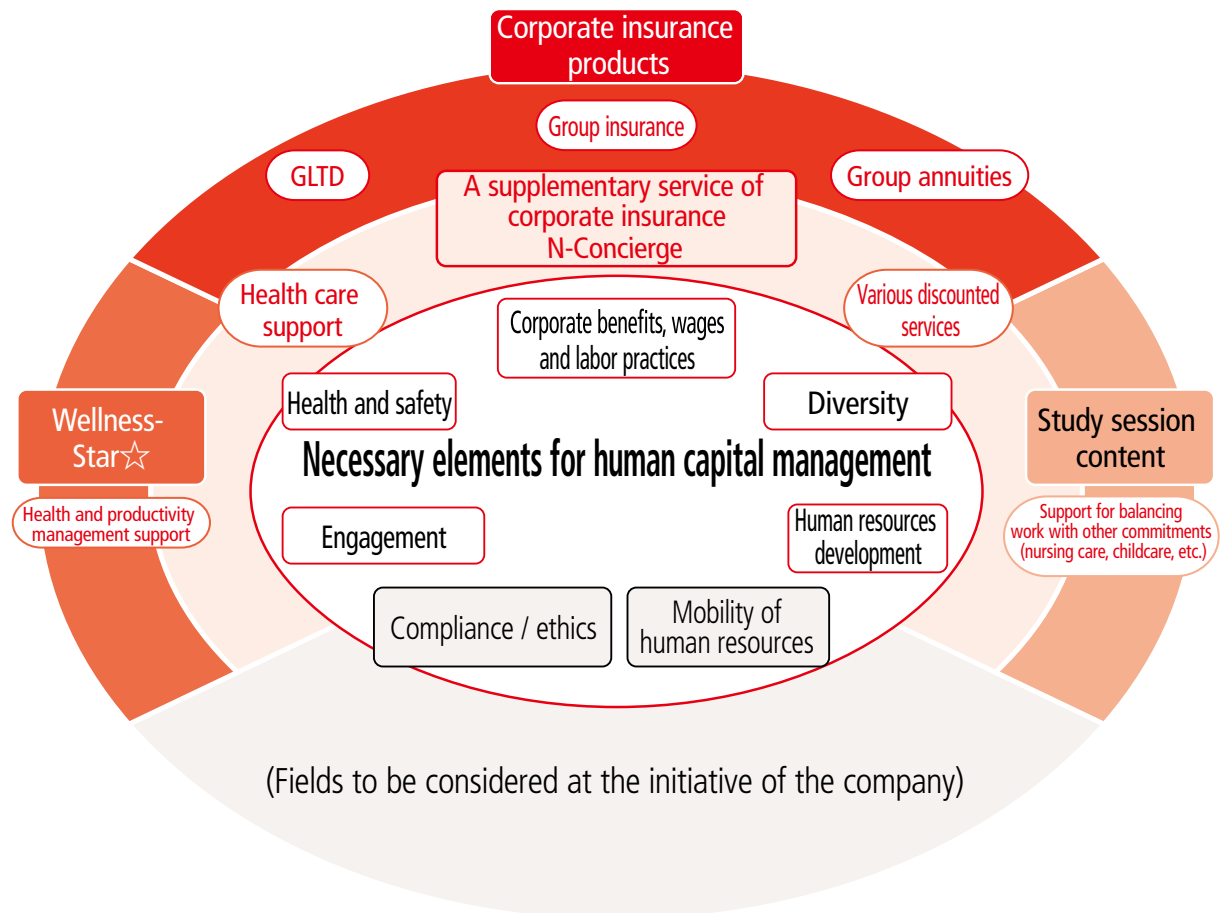 Corporate insurance
products
Group insurance
GLTD
Group annuities
A supplementary service of
corporate insurance
N-Concierge
Health care
support
Various discounted
services
Corporate benefits, wages
and labor practices
Health and safety
Diversity
Wellness-
Star☆
Study session
content
Necessary elements for human capital management
Health and productivity
management support
Support for balancing
work with other commitments
(nursing care, childcare, etc.)
Engagement
Human resources
development
Compliance / ethics
Mobility of
human resources
(Fields to be considered at the initiative of the company)